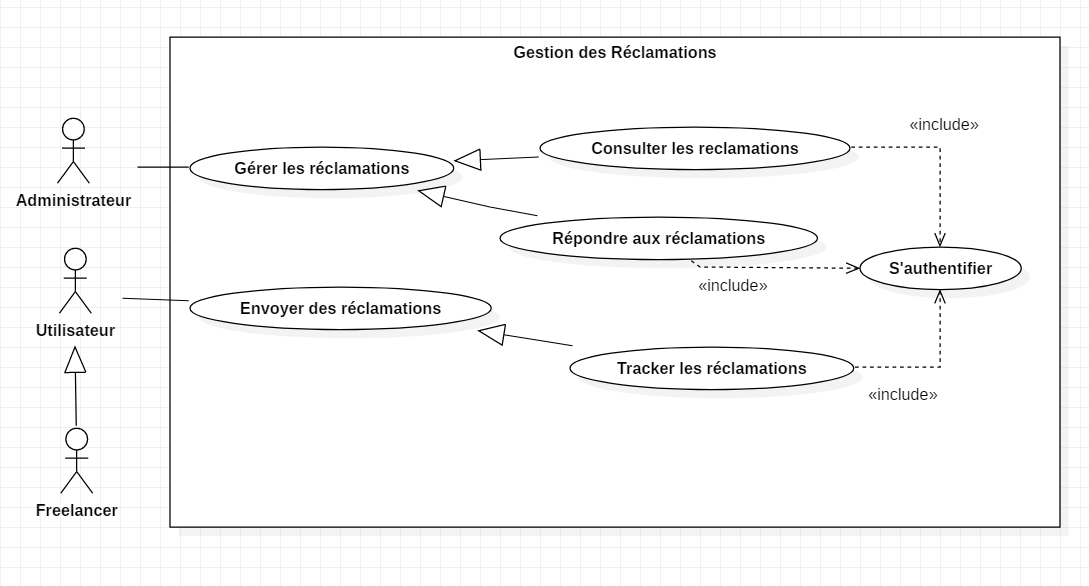 Gestion des Réclamations
«include»
Consulter les reclamations
Gérer les réclamations
Administrateur
Répondre aux réclamations
S'authentifier
«include»
Envoyer des réclamations
Utilisateur
Tracker les réclamations
«include»
Freelancer